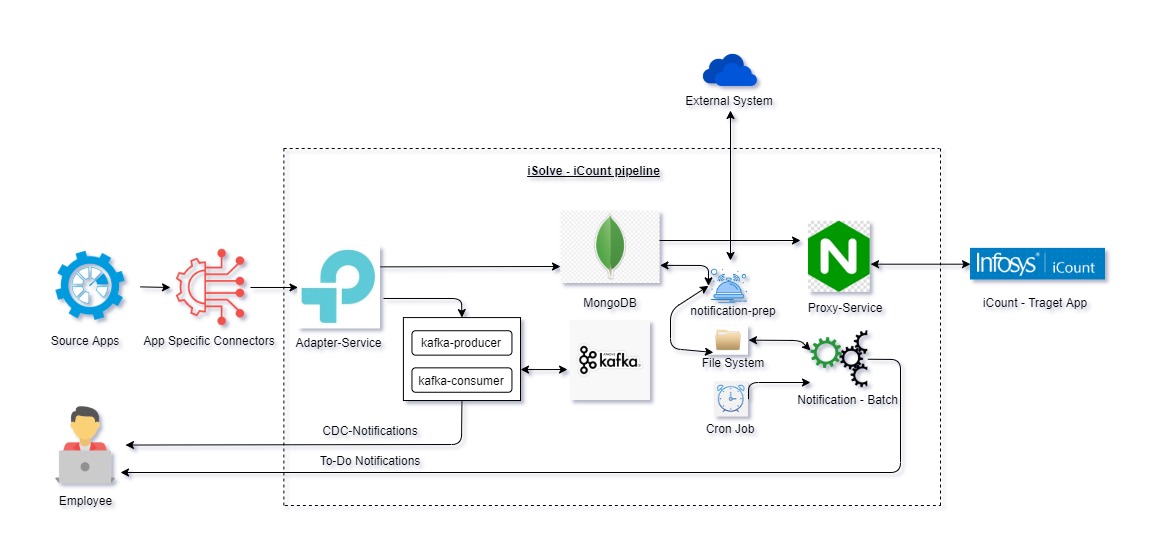 External System
iSolve - iCount pipeline
Source Apps
App Specific Connectors
Adapter-Service
MongoDB
notification-prep
Proxy-Service
Infosys | iCount
iCount - Traget App
kafka-producer
kafka-consumer
kafka
File System
Cron Job
Notification - Batch
CDC-Notifications
To-Do Notifications
Employee